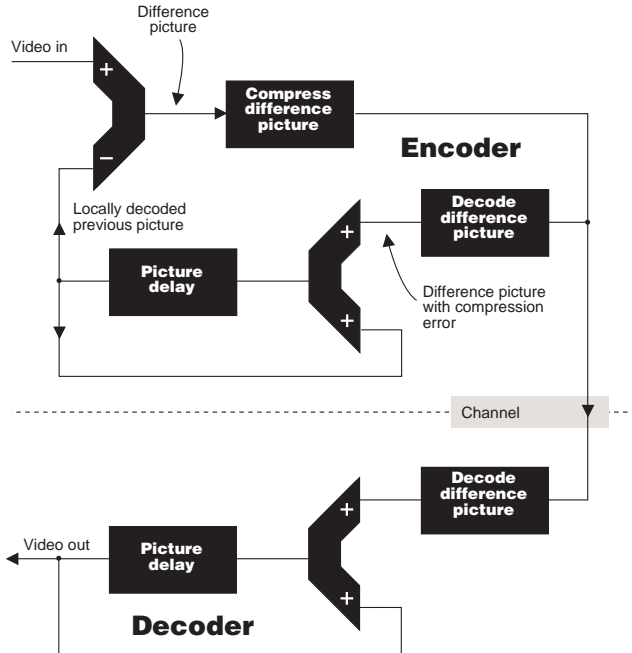 Difference
picture
Video in
+
Compress
difference
picture
Encoder
−
Locally decoded
previous picture
Decode
difference
picture
+
Picture
delay
Difference picture
with compression
error
+
Channel
Decode
difference
picture
+
Video out
Picture
delay
+
Decoder